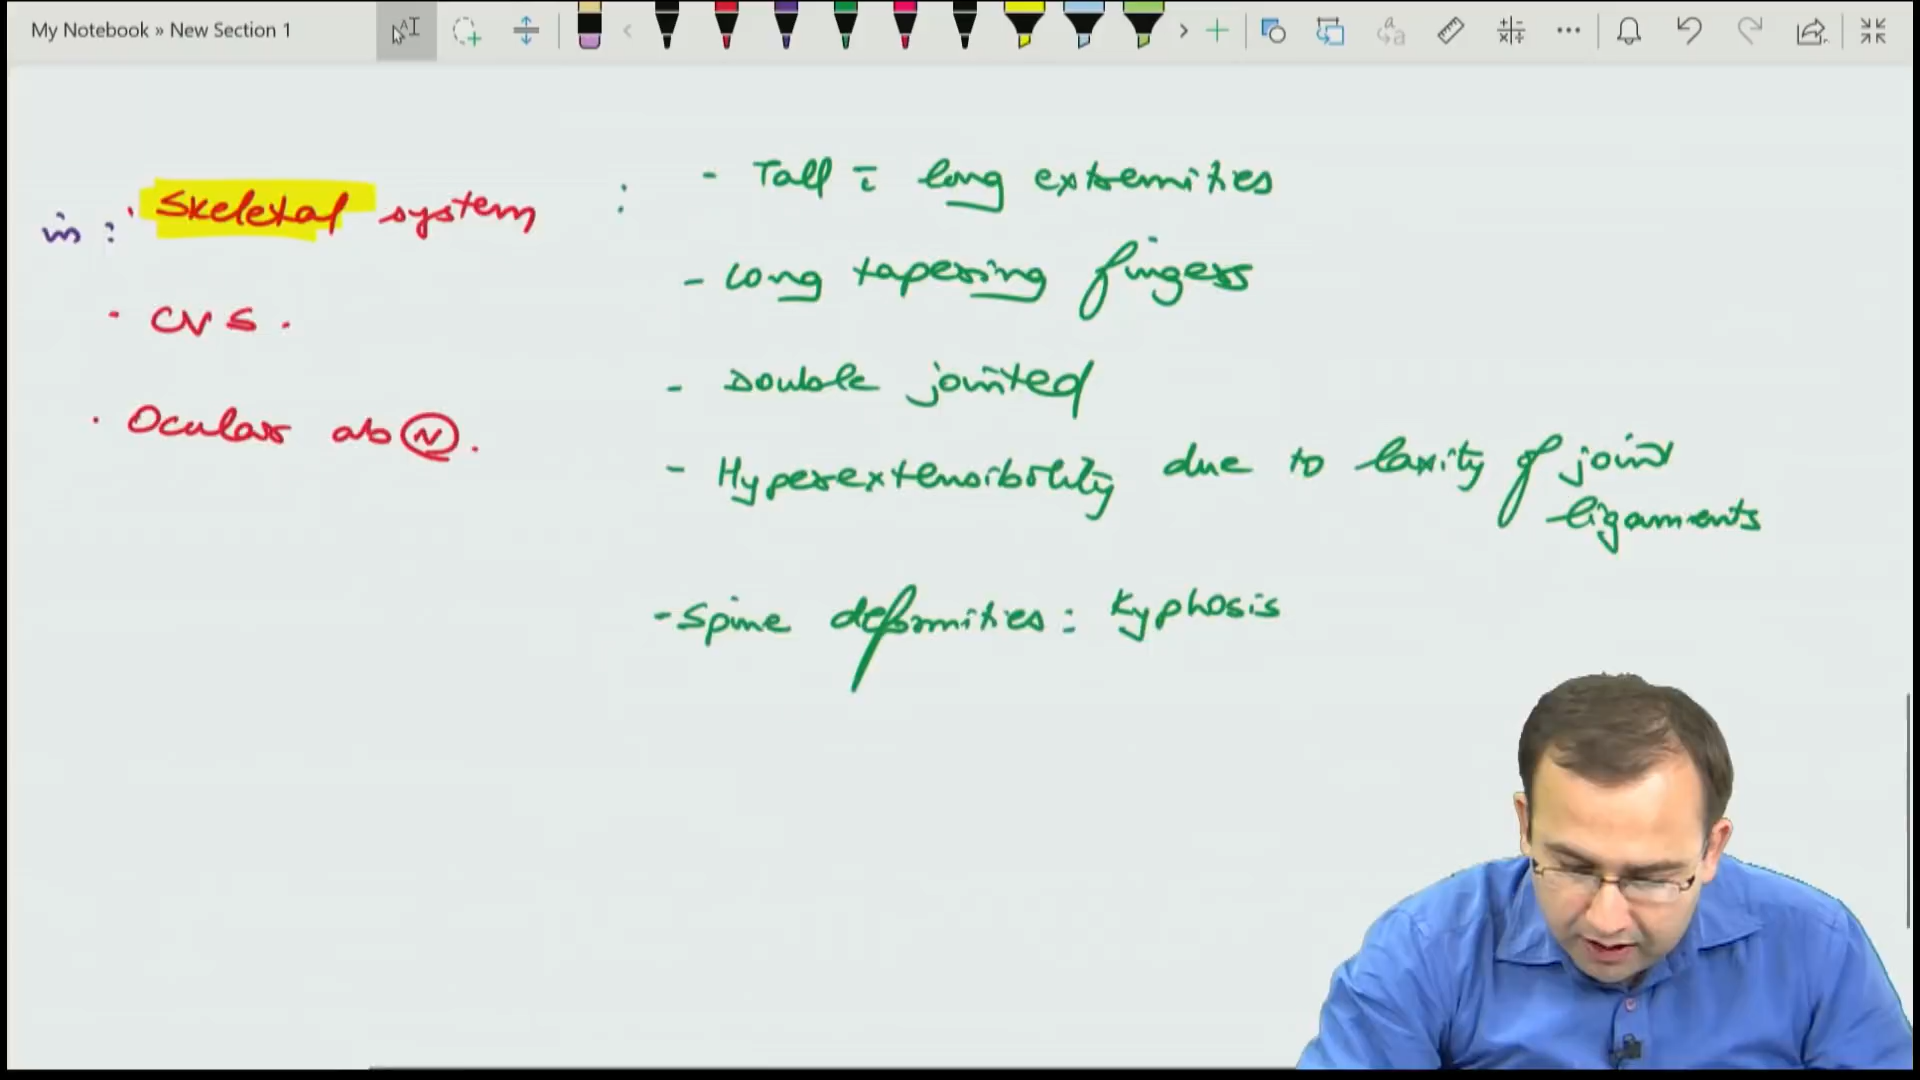 My Notebook » New Section 1
in : · Skeletal system :
· CVS .
· Ocular ab N .
- Tall c̄ long extremities
- Long tapering fingers
- Double jointed
- Hyperextensibility due to laxity of joint
ligaments
- Spine deformities : Kyphosis